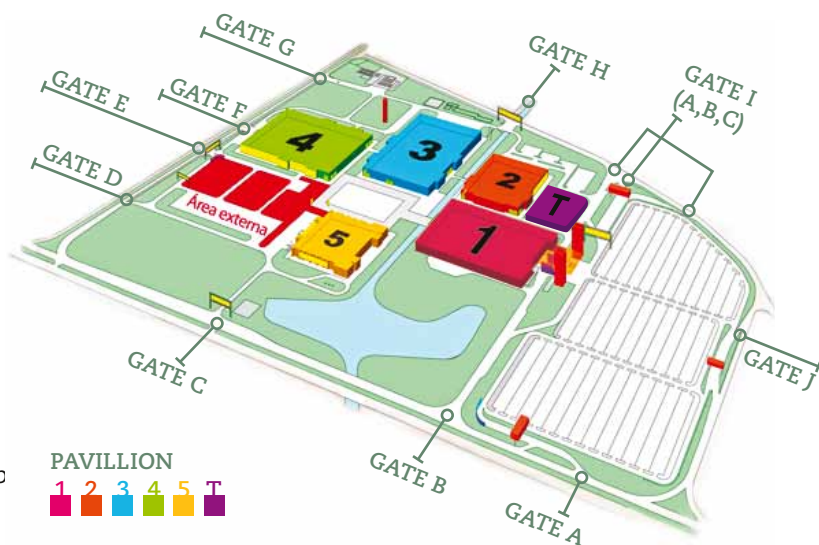 GATE G
GATE H
GATE I
(A,B,C)
GATE E
GATE F
GATE D
4
3
2
T
1
5
Área externa
GATE C
GATE J
GATE B
GATE A
PAVILLION
1 2 3 4 5 T